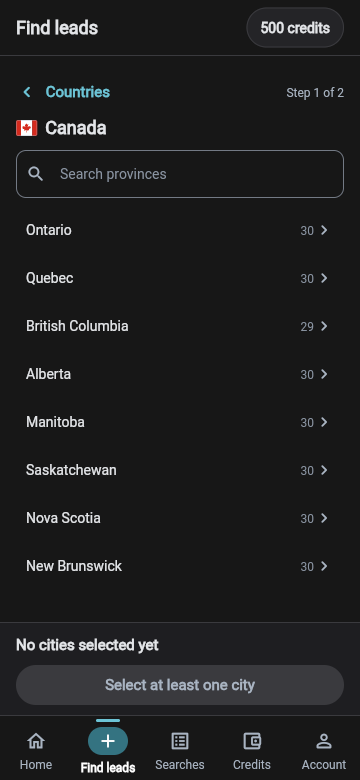 Find leads
500 credits
Countries
Step 1 of 2
Canada
Search provinces
Ontario 30
Quebec 30
British Columbia 29
Alberta 30
Manitoba 30
Saskatchewan 30
Nova Scotia 30
New Brunswick 30
No cities selected yet
Select at least one city
Home
Find leads
Searches
Credits
Account